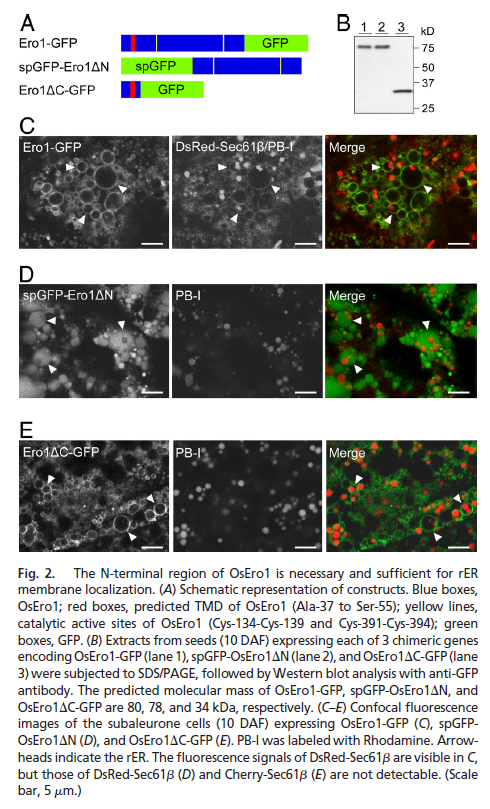 A
Ero1-GFP
GFP
spGFP-Ero1ΔN
spGFP
Ero1ΔC-GFP
GFP
B
1 2 3
kD
75
50
37
25
C
Ero1-GFP
DsRed-Sec61β/PB-I
Merge
D
spGFP-Ero1ΔN
PB-I
Merge
E
Ero1ΔC-GFP
PB-I
Merge
Fig. 2. The N-terminal region of OsEro1 is necessary and sufficient for rER
membrane localization. (A) Schematic representation of constructs. Blue boxes,
OsEro1; red boxes, predicted TMD of OsEro1 (Ala-37 to Ser-55); yellow lines,
catalytic active sites of OsEro1 (Cys-134-Cys-139 and Cys-391-Cys-394); green
boxes, GFP. (B) Extracts from seeds (10 DAF) expressing each of 3 chimeric genes
encoding OsEro1-GFP (lane 1), spGFP-OsEro1ΔN (lane 2), and OsEro1ΔC-GFP (lane
3) were subjected to SDS/PAGE, followed by Western blot analysis with anti-GFP
antibody. The predicted molecular mass of OsEro1-GFP, spGFP-OsEro1ΔN, and
OsEro1ΔC-GFP are 80, 78, and 34 kDa, respectively. (C–E) Confocal fluorescence
images of the subaleurone cells (10 DAF) expressing OsEro1-GFP (C), spGFP-
OsEro1ΔN (D), and OsEro1ΔC-GFP (E). PB-I was labeled with Rhodamine. Arrow-
heads indicate the rER. The fluorescence signals of DsRed-Sec61β are visible in C,
but those of DsRed-Sec61β (D) and Cherry-Sec61β (E) are not detectable. (Scale
bar, 5 μm.)